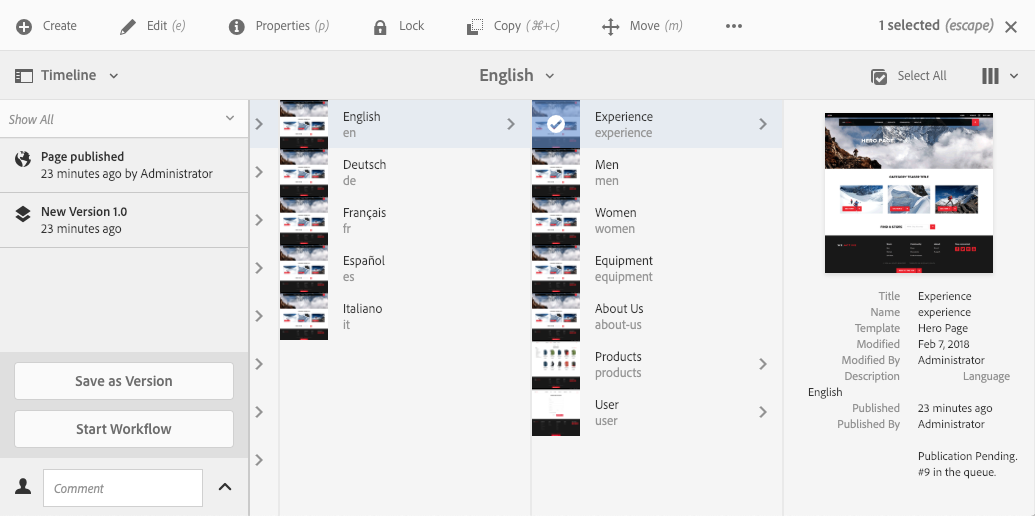 Create
Edit (e)
Properties (p)
Lock
Copy (⌘+c)
Move (m)
1 selected (escape)
Timeline
English
Select All
Show All
Page published
23 minutes ago by Administrator
New Version 1.0
23 minutes ago
Save as Version
Start Workflow
Comment
English
en
Deutsch
de
Français
fr
Español
es
Italiano
it
Experience
experience
Men
men
Women
women
Equipment
equipment
About Us
about-us
Products
products
User
user
HERO PAGE
Title Experience
Name experience
Template Hero Page
Modified Feb 7, 2018
Modified By Administrator
Description Language
English
Published 23 minutes ago
Published By Administrator
Publication Pending.
#9 in the queue.